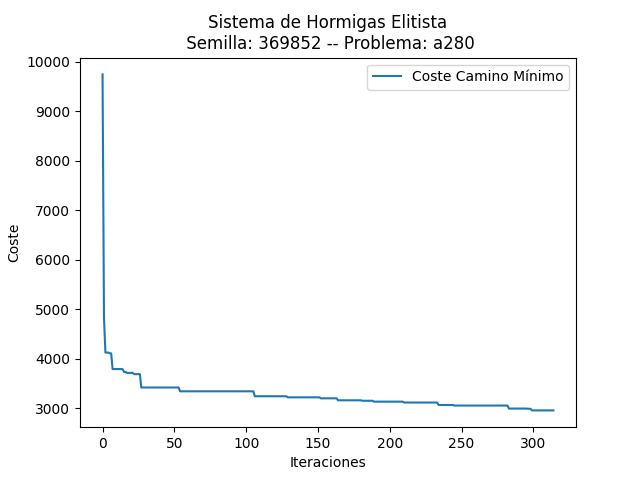 Sistema de Hormigas Elitista
Semilla: 369852 -- Problema: a280
Coste Camino Mínimo
10000
9000
8000
7000
6000
5000
4000
3000
Coste
0 50 100 150 200 250 300
Iteraciones